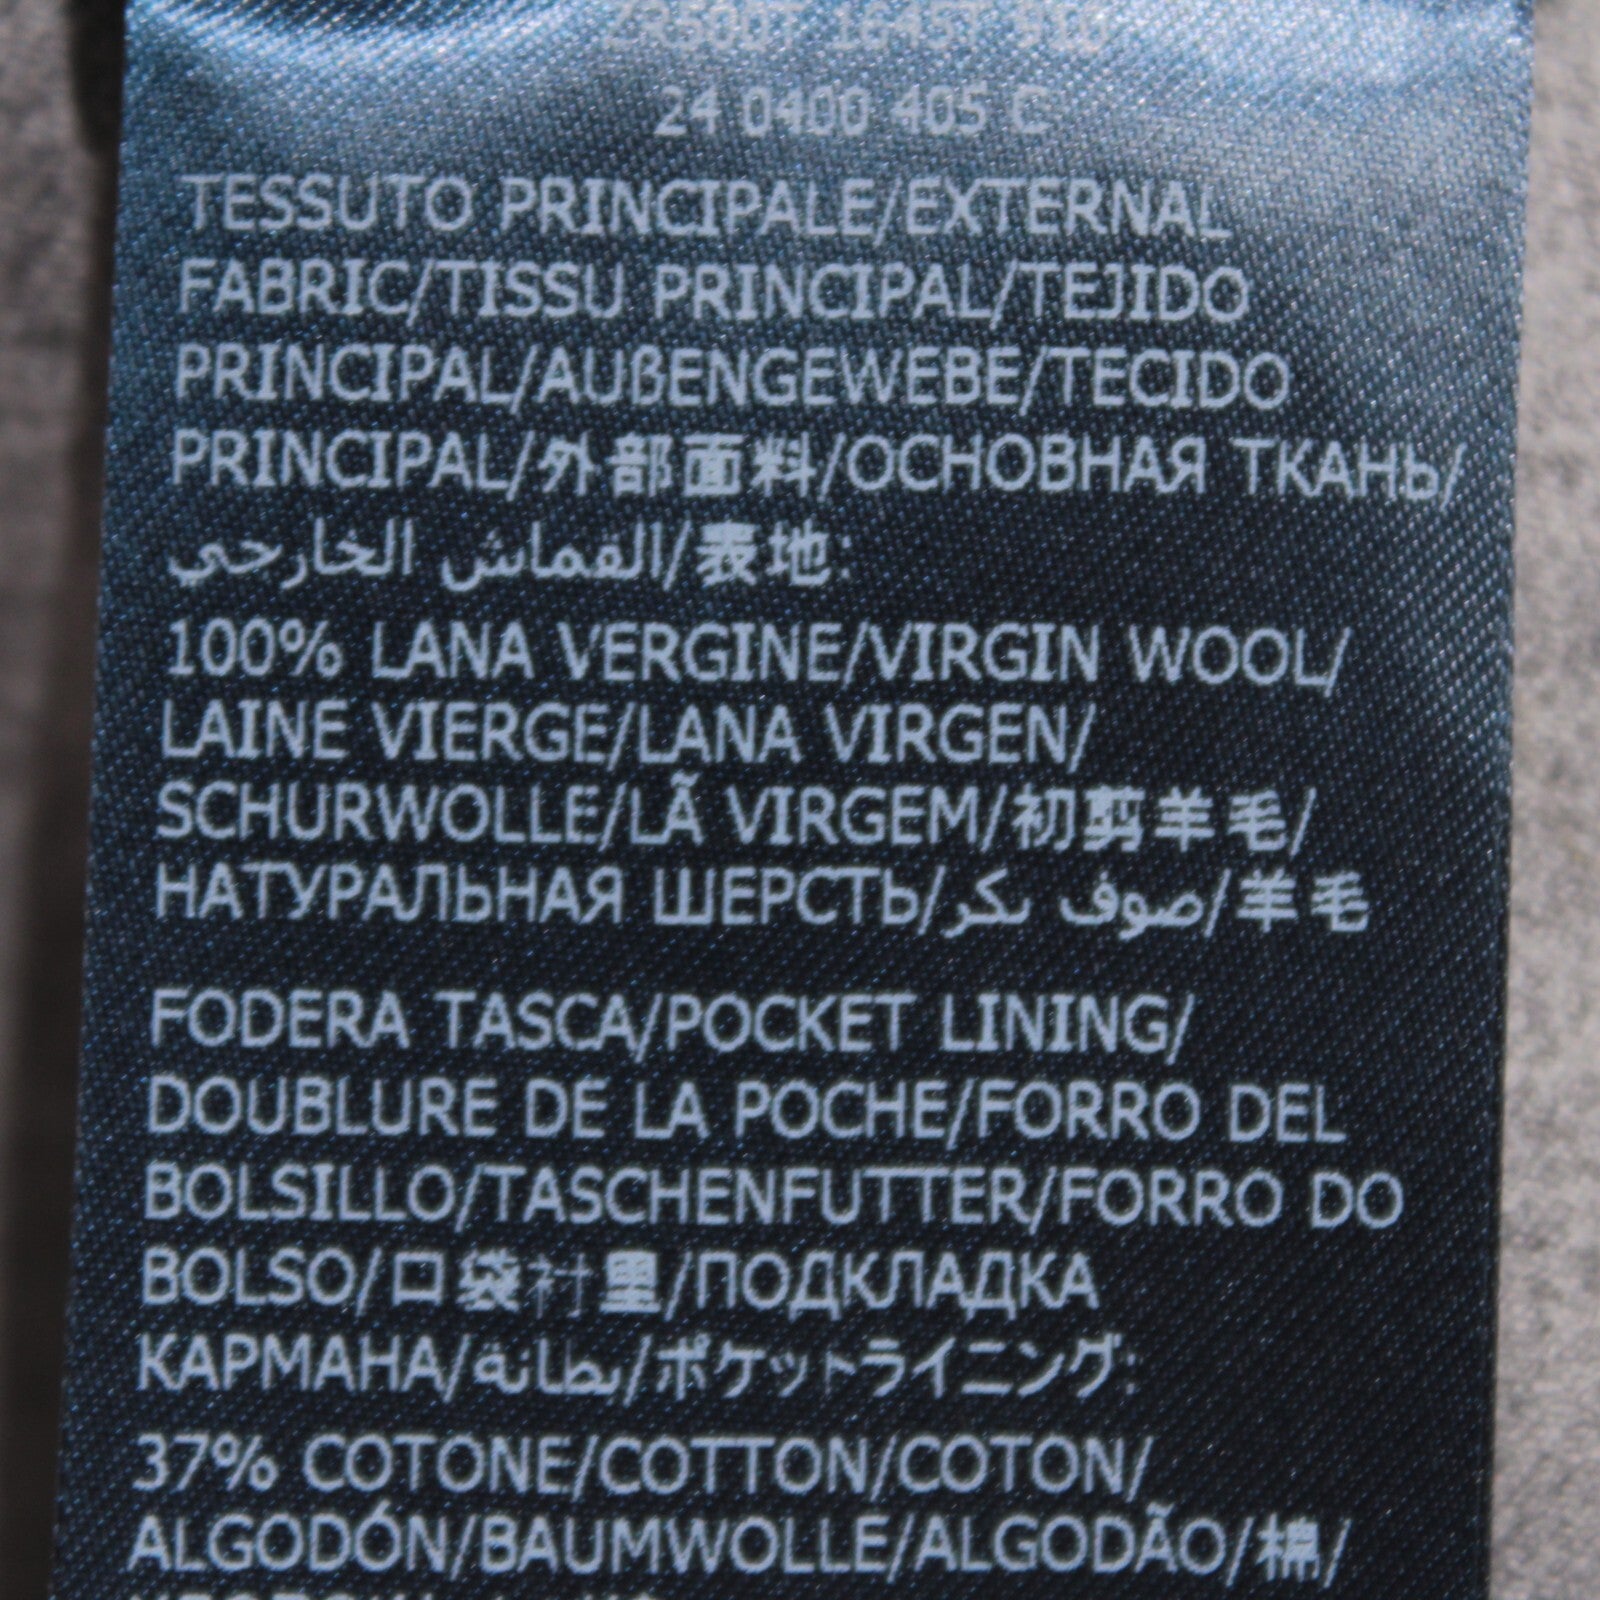 24 0400 405 C
TESSUTO PRINCIPALE/EXTERNAL
FABRIC/TISSU PRINCIPAL/TEJIDO
PRINCIPAL/AUßENGEWEBE/TECIDO
PRINCIPAL/外部面料/ОСНОВНАЯ ТКАНЬ/
القماش الخارجي/表地:
100% LANA VERGINE/VIRGIN WOOL/
LAINE VIERGE/LANA VIRGEN/
SCHURWOLLE/LÃ VIRGEM/初剪羊毛/
НАТУРАЛЬНАЯ ШЕРСТЬ/صوف بكر/羊毛
FODERA TASCA/POCKET LINING/
DOUBLURE DE LA POCHE/FORRO DEL
BOLSILLO/TASCHENFUTTER/FORRO DO
BOLSO/口袋衬里/ПОДКЛАДКА
КАРМАНА/بطانة/ポケットライニング:
37% COTONE/COTTON/COTON/
ALGODÓN/BAUMWOLLE/ALGODÃO/棉/